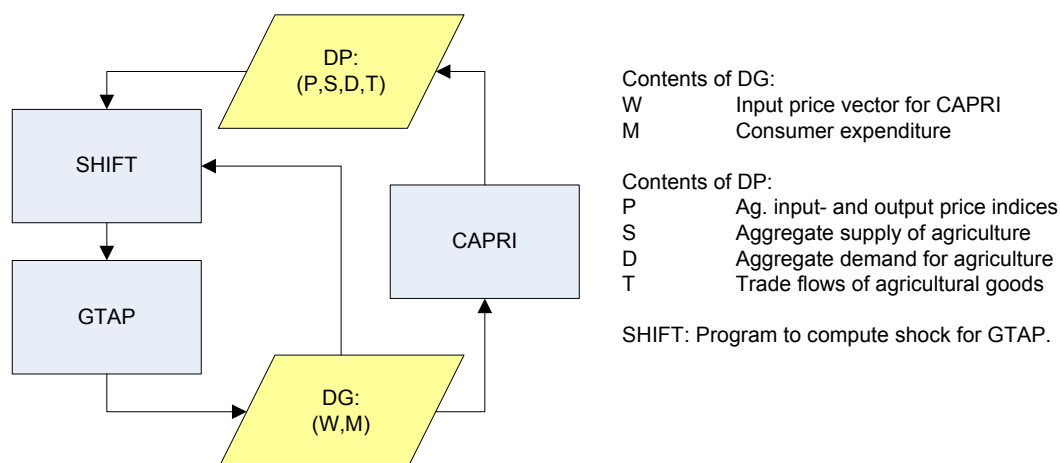 DP:
(P,S,D,T)
SHIFT
GTAP
CAPRI
DG:
(W,M)
Contents of DG:
W Input price vector for CAPRI
M Consumer expenditure
Contents of DP:
P Ag. input- and output price indices
S Aggregate supply of agriculture
D Aggregate demand for agriculture
T Trade flows of agricultural goods
SHIFT: Program to compute shock for GTAP.